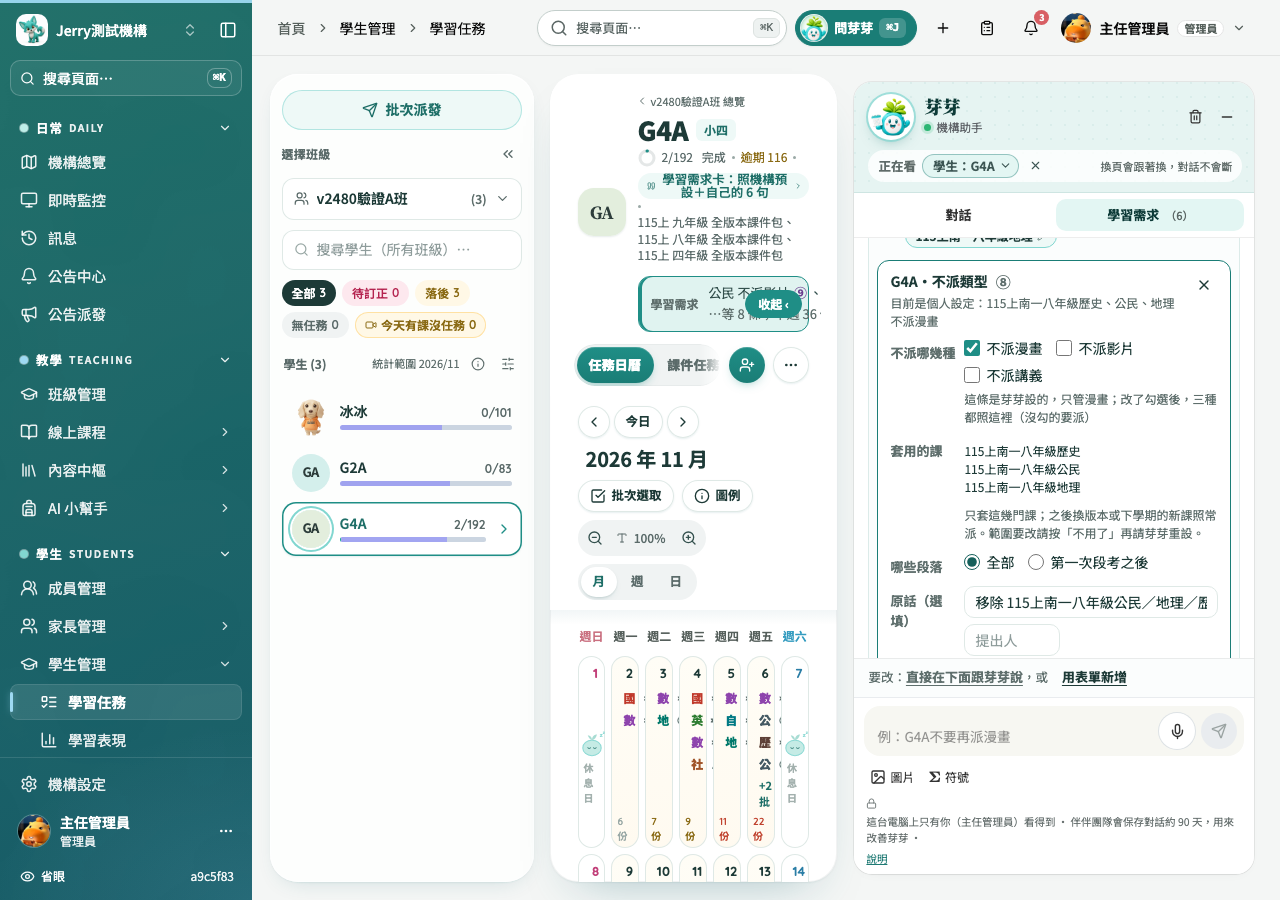 Jerry測試機構
搜尋頁面⋯
⌘K
日常 DAILY
機構總覽
即時監控
訊息
公告中心
公告派發
教學 TEACHING
班級管理
線上課程
內容中樞
AI 小幫手
學生 STUDENTS
成員管理
家長管理
學生管理
學習任務
學習表現
機構設定
主任管理員
管理員
省眼
a9c5f83
首頁
學生管理
學習任務
搜尋頁面⋯
⌘K
問芽芽
⌘J
3
主任管理員
管理員
批次派發
選擇班級
v2480驗證A班
(3)
搜尋學生（所有班級）⋯
全部 3
待訂正 0
落後 3
無任務 0
今天有課沒任務 0
學生 (3)
統計範圍 2026/11
冰冰
0/101
GA
G2A
0/83
GA
G4A
2/192
v2480驗證A班 總覽
GA
G4A
小四
2/192 完成 • 逾期 116 •
學習需求卡：照機構預
設＋自己的 6 句
•
115上 九年級 全版本課件包、
115上 八年級 全版本課件包、
115上 四年級 全版本課件包
學習需求
公民 不派影片 ⑨、
收起 ‹
任務日曆
課件任務
今日
2026 年 11 月
批次選取
圖例
100%
月
週
日
週日 週一 週二 週三 週四 週五 週六
1 2 3 4 5 6 7
國 數 國 數 數
數 地 英 自 公
數 地 歷
社 公
+2
批
休
息
日
休
息
日
6
份
7
份
9
份
11
份
22
份
8 9 10 11 12 13 14
芽芽
機構助手
正在看
學生：G4A
換頁會跟著換，對話不會斷
對話
學習需求 （6）
G4A・不派類型 ⑧
目前是個人設定：115上南一八年級歷史、公民、地理
不派漫畫
不派哪幾種
不派漫畫
不派影片
不派講義
這條是芽芽設的，只管漫畫；改了勾選後，三種
都照這裡（沒勾的要派）
套用的課
115上南一八年級歷史
115上南一八年級公民
115上南一八年級地理
只套這幾門課；之後換版本或下學期的新課照常
派。範圍要改請按「不用了」再請芽芽重設。
哪些段落
全部
第一次段考之後
原話（選
填）
移除 115上南一八年級公民／地理／歷
提出人
要改：直接在下面跟芽芽說，或 用表單新增
例：G4A不要再派漫畫
圖片
符號
這台電腦上只有你（主任管理員）看得到 • 伴伴團隊會保存對話約 90 天，用來
改善芽芽 •
說明